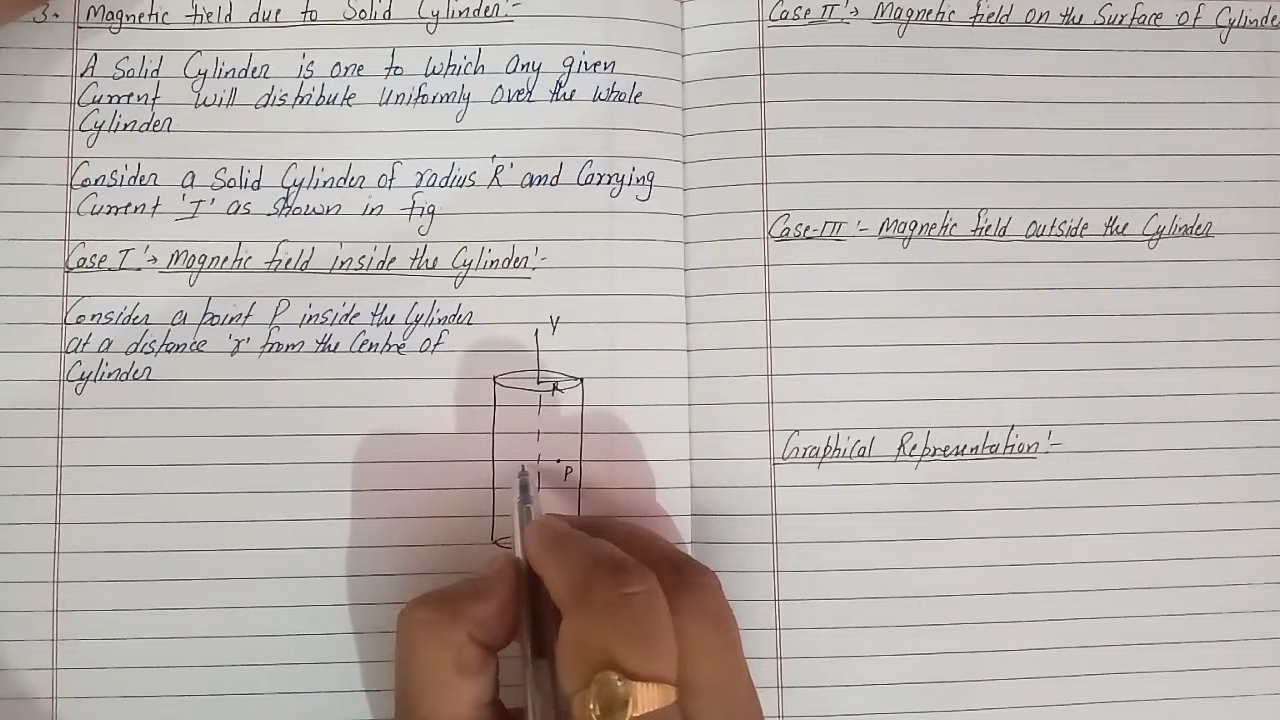 3. Magnetic field due to Solid Cylinder:-
A Solid Cylinder is one to which any given
Current will distribute uniformly over the whole
Cylinder
Consider a Solid Cylinder of radius 'R' and Carrying
Current 'I' as shown in fig
Case I :→ Magnetic field inside the Cylinder:-
Consider a point P inside the Cylinder
at a distance 'r' from the Centre of
Cylinder
Y
R
P
Case II :→ Magnetic field on the Surface of Cylinde
Case-III :- Magnetic field outside the Cylinder
Graphical Representation:-